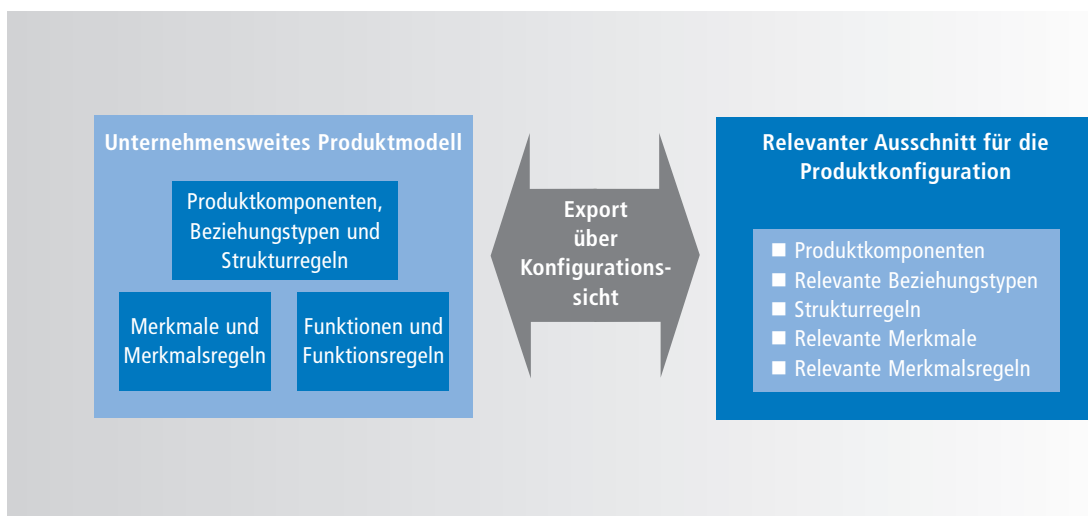 Unternehmensweites Produktmodell
Produktkomponenten,
Beziehungstypen und
Strukturregeln
Merkmale und
Merkmalsregeln
Funktionen und
Funktionsregeln
Export
über
Konfigurations-
sicht
Relevanter Ausschnitt für die
Produktkonfiguration
Produktkomponenten
Relevante Beziehungstypen
Strukturregeln
Relevante Merkmale
Relevante Merkmalsregeln